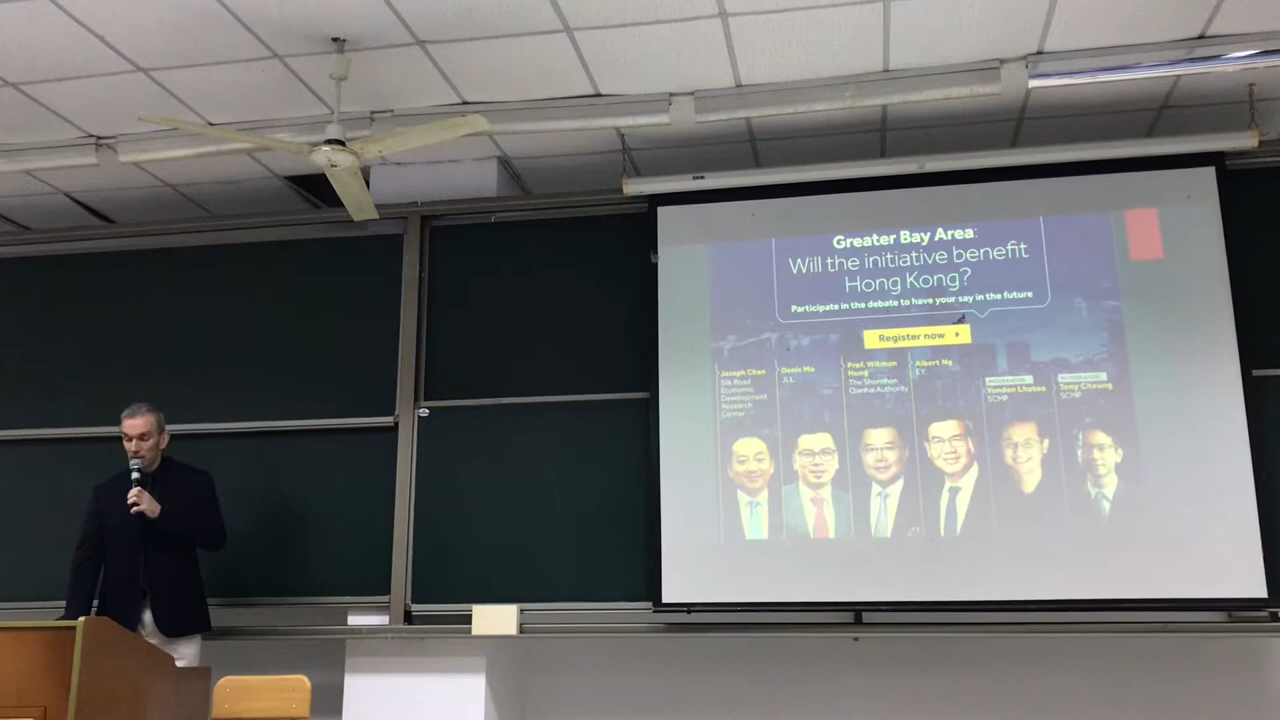 Greater Bay Area:
Will the initiative benefit
Hong Kong?
Participate in the debate to have your say in the future
Register now
Joseph Chan
Silk Road
Economic
Development
Research
Center
Denis Ma
JLL
Prof. Witman
Hung
The Shenzhen
Qianhai Authority
Albert Ng
EY
MODERATOR:
Yonden Lhatoo
SCMP
MODERATOR:
Tony Cheung
SCMP